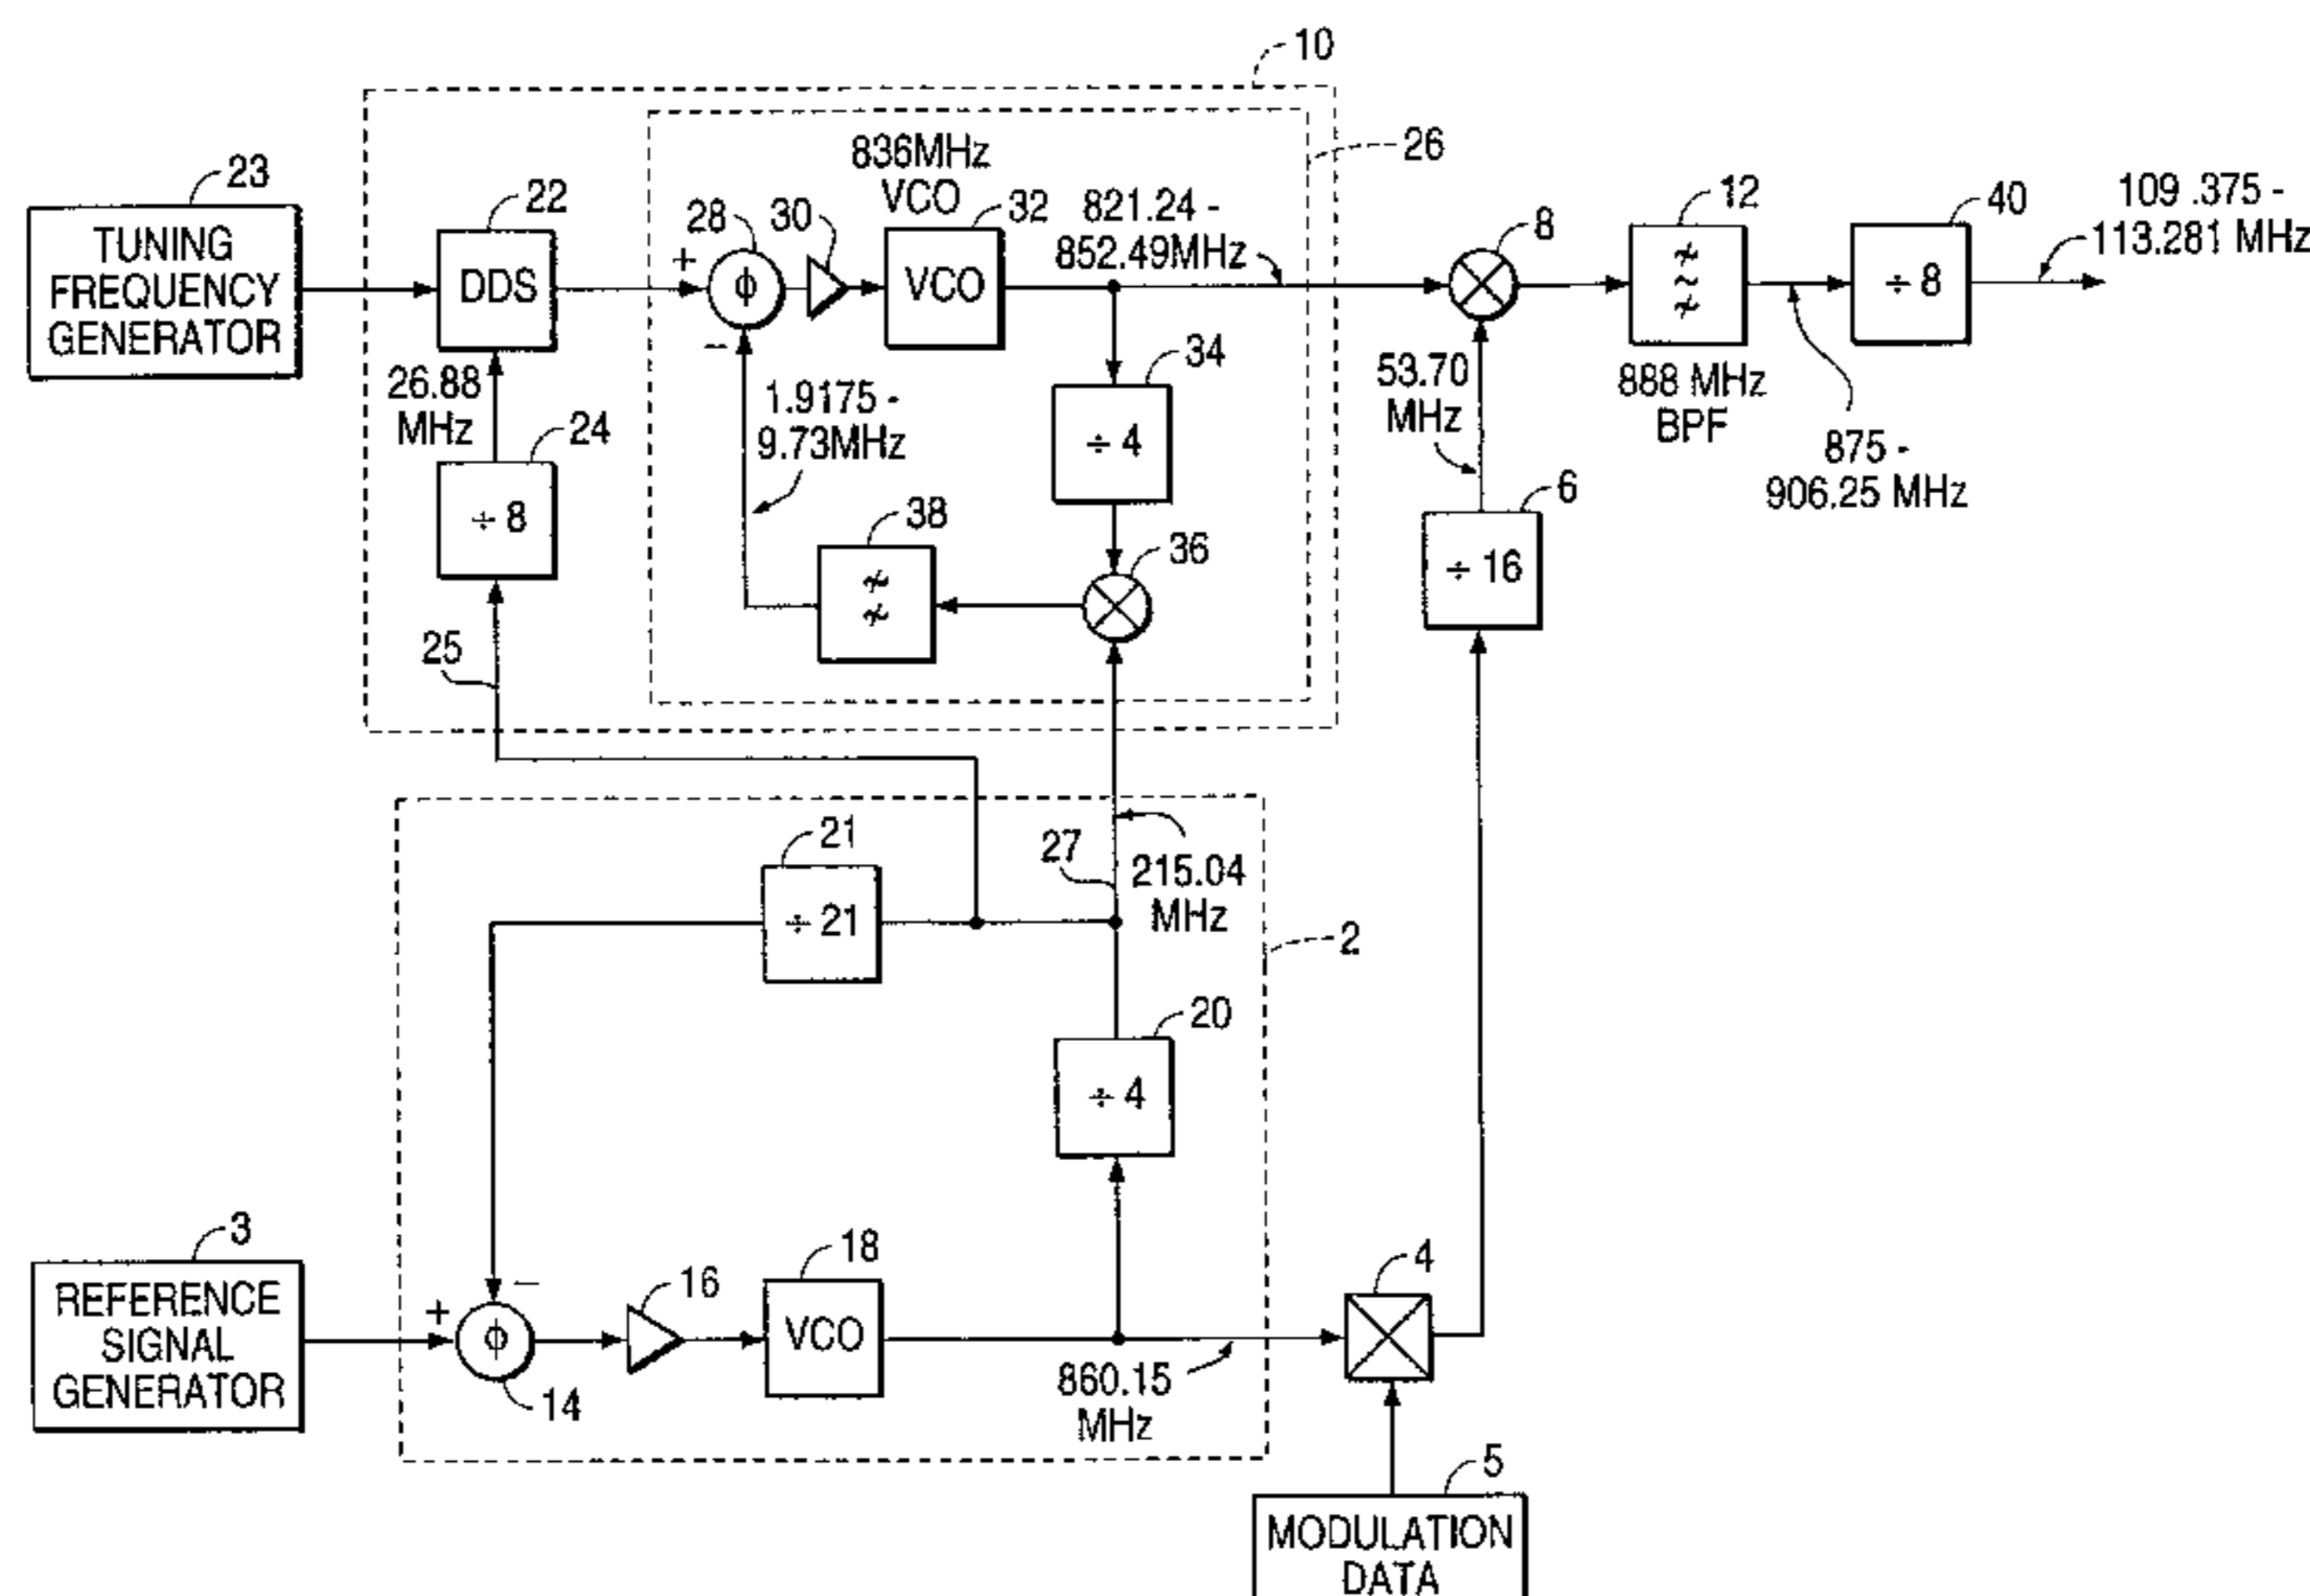 10
26
836MHz
VCO
23
22
28
30
32
821.24 -
852.49MHz
8
12
40
109 .375 -
113.281 MHz
TUNING
FREQUENCY
GENERATOR
DDS
+
ϕ
VCO
÷ 8
−
26.88
MHz
24
÷ 8
1.9175 -
9.73MHz
34
÷ 4
53.70
MHz
888 MHz
BPF
875 -
906.25 MHz
38
36
6
÷ 16
25
21
÷ 21
27
215.04
MHz
2
20
÷ 4
3
REFERENCE
SIGNAL
GENERATOR
+
−
ϕ
14
16
18
VCO
860.15
MHz
4
5
MODULATION
DATA